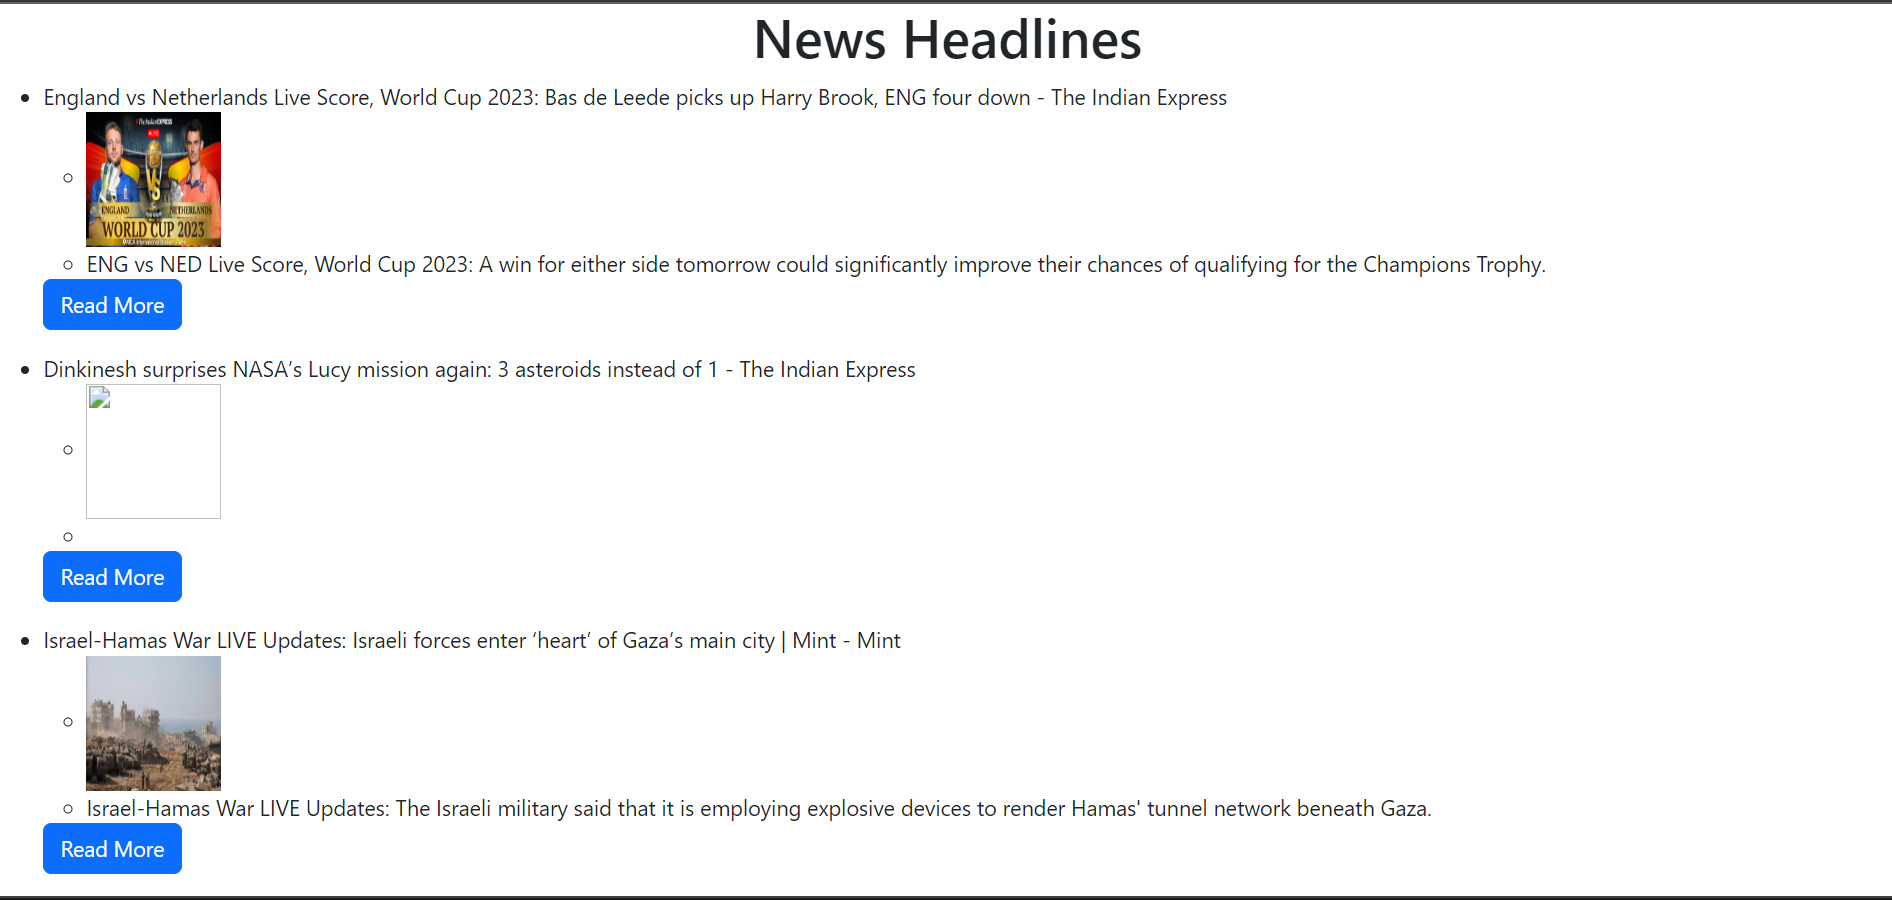 News Headlines
England vs Netherlands Live Score, World Cup 2023: Bas de Leede picks up Harry Brook, ENG four down - The Indian Express
The Indian EXPRESS
LIVE
VS
ENGLAND NETHERLANDS
WORLD CUP 2023
ENG vs NED Live Score, World Cup 2023: A win for either side tomorrow could significantly improve their chances of qualifying for the Champions Trophy.
Read More
Dinkinesh surprises NASA’s Lucy mission again: 3 asteroids instead of 1 - The Indian Express
Read More
Israel-Hamas War LIVE Updates: Israeli forces enter ‘heart’ of Gaza’s main city | Mint - Mint
Israel-Hamas War LIVE Updates: The Israeli military said that it is employing explosive devices to render Hamas' tunnel network beneath Gaza.
Read More